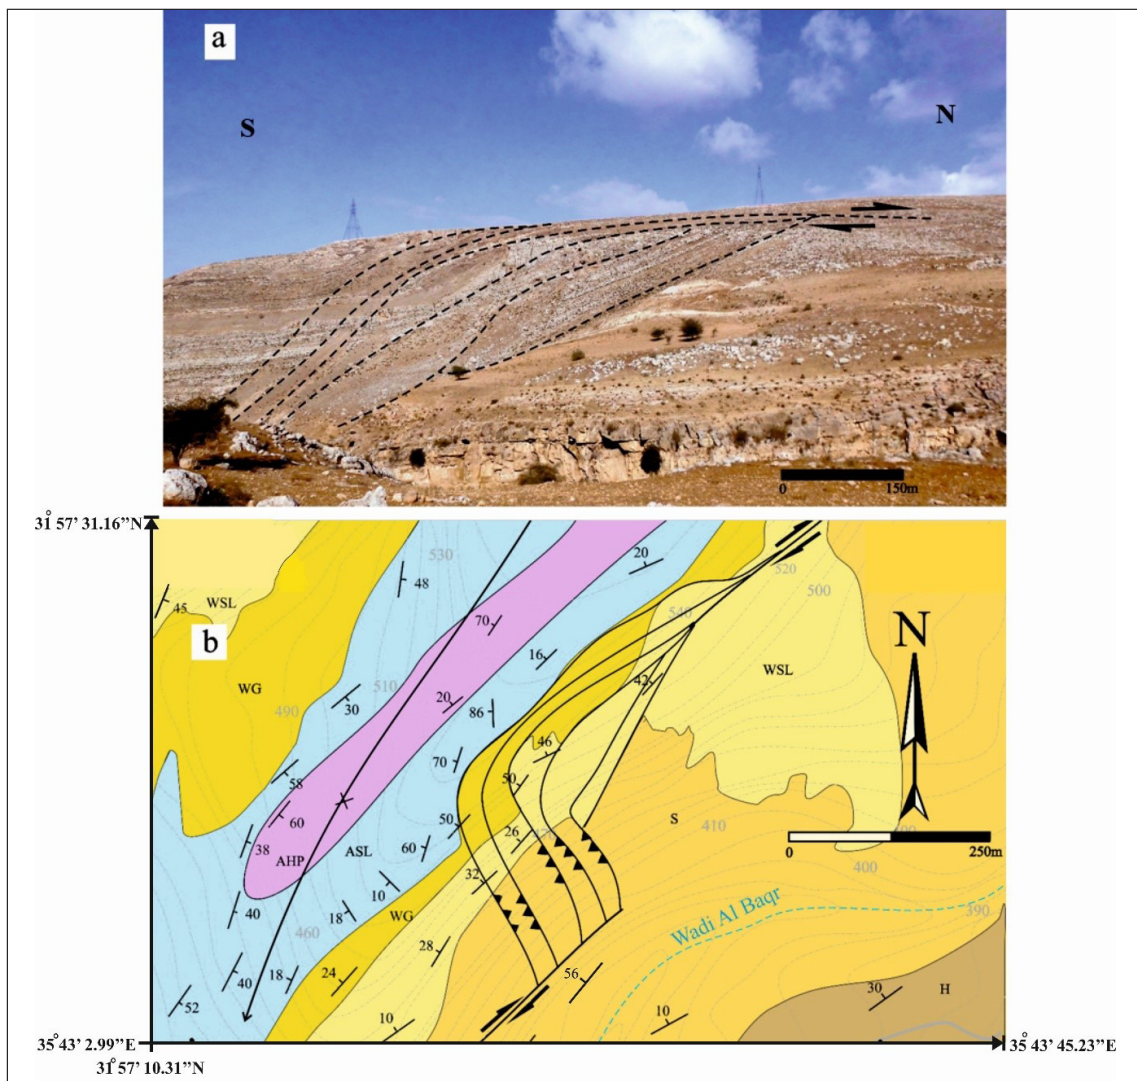 a
S
N
0 150m
31° 57' 31.16”N
530
20
520
48
500
45
WSL
b
70
540
N
16
WSL
WG
510
42
490
20
30
86
46
70
58
50
S
410
60
50
26
0 250m
38
ASL
60
400
AHP
32
10
Wadi Al Baqr
390
40
18
WG
460
28
40
18
24
56
30
H
52
10
10
35° 43' 2.99”E
35° 43' 45.23”E
31° 57' 10.31”N